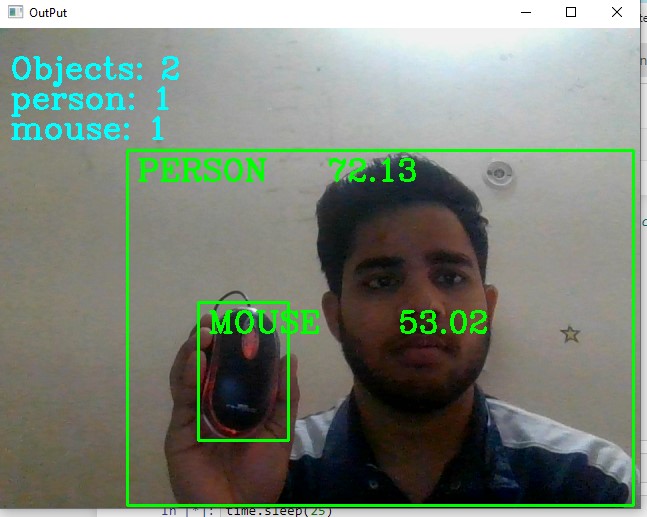 OutPut
Objects: 2
person: 1
mouse: 1
PERSON 72.13
MOUSE 53.02
In [*]: time.sleep(25)